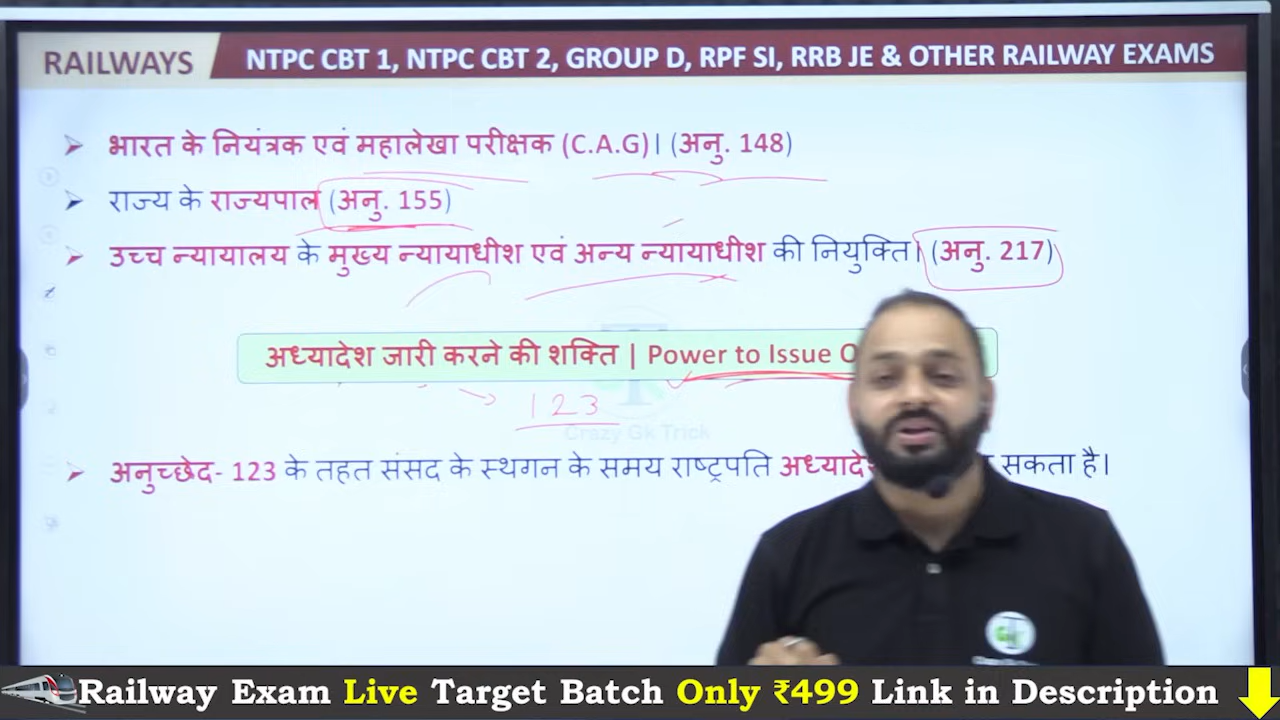 RAILWAYS
NTPC CBT 1, NTPC CBT 2, GROUP D, RPF SI, RRB JE & OTHER RAILWAY EXAMS
➢ भारत के नियंत्रक एवं महालेखा परीक्षक (C.A.G)। (अनु. 148)
➢ राज्य के राज्यपाल (अनु. 155)
➢ उच्च न्यायालय के मुख्य न्यायाधीश एवं अन्य न्यायाधीश की नियुक्ति। (अनु. 217)
अध्यादेश जारी करने की शक्ति | Power to Issue O
123
Crazy Gk Trick
➢ अनुच्छेद- 123 के तहत संसद के स्थगन के समय राष्ट्रपति अध्यादे सकता है।
Railway Exam Live Target Batch Only ₹499 Link in Description